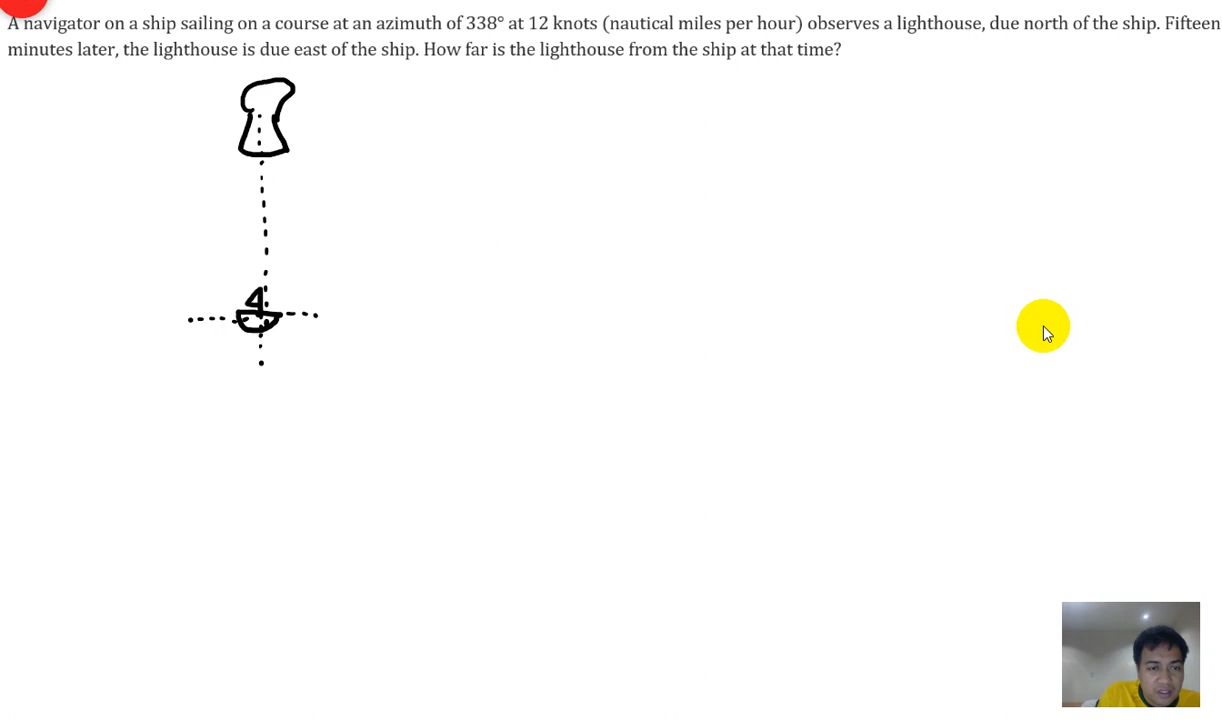 A navigator on a ship sailing on a course at an azimuth of 338° at 12 knots (nautical miles per hour) observes a lighthouse, due north of the ship. Fifteen
minutes later, the lighthouse is due east of the ship. How far is the lighthouse from the ship at that time?